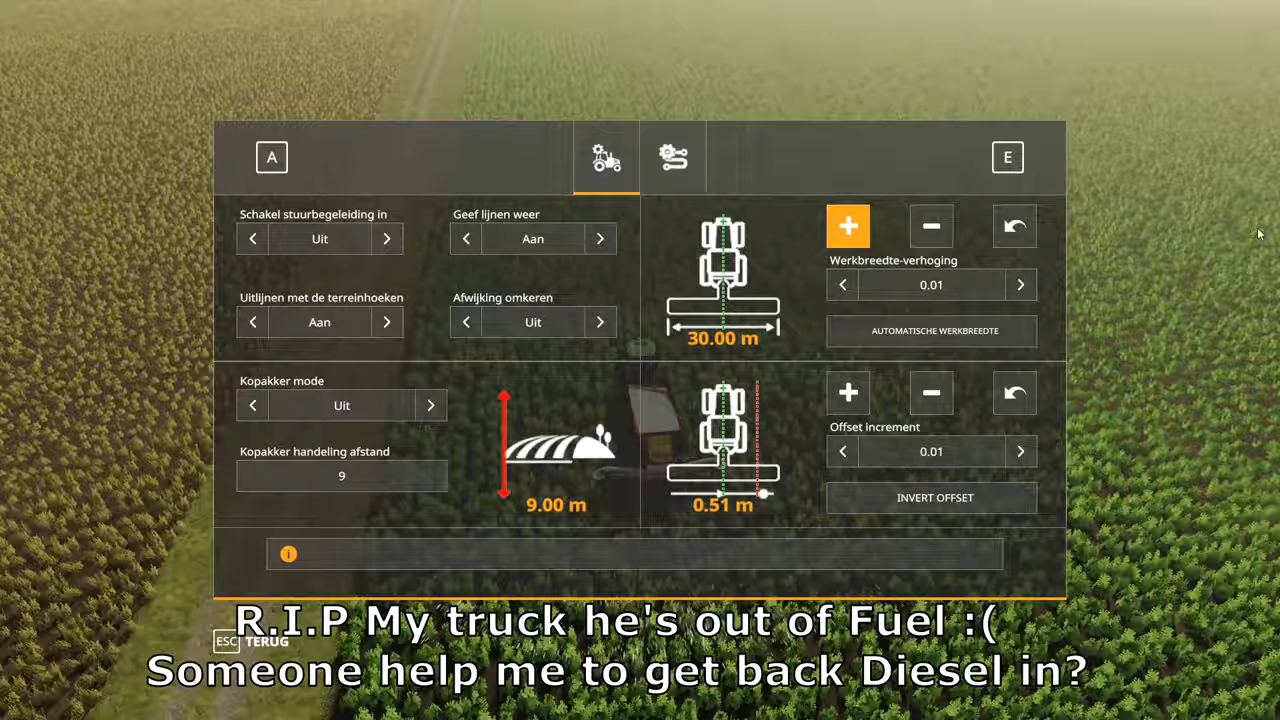 A
E
Schakel stuurbegeleiding in
Geef lijnen weer
Uit
Aan
Uitlijnen met de terreinhoeken
Afwijking omkeren
Aan
Uit
30.00 m
Werkbreedte-verhoging
0.01
AUTOMATISCHE WERKBREEDTE
Kopakker mode
Uit
Kopakker handeling afstand
9
9.00 m
0.51 m
Offset increment
0.01
INVERT OFFSET
ESC TERUG
R.I.P My truck he's out of Fuel :(
Someone help me to get back Diesel in?